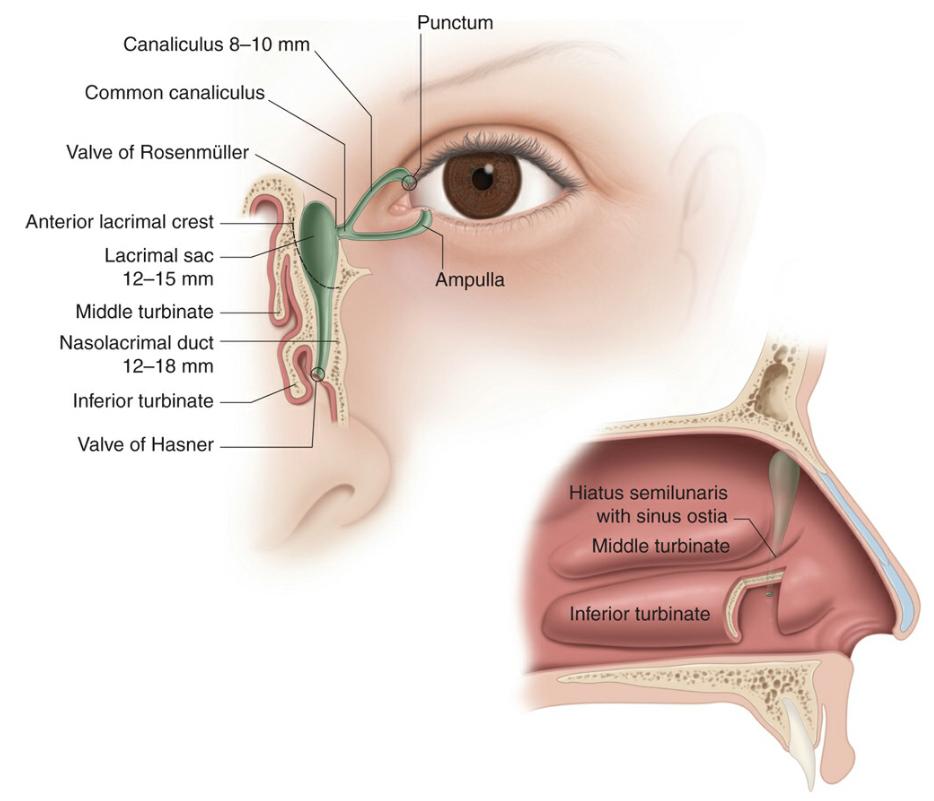 Punctum
Canaliculus 8–10 mm
Common canaliculus
Valve of Rosenmüller
Anterior lacrimal crest
Lacrimal sac
12–15 mm
Ampulla
Middle turbinate
Nasolacrimal duct
12–18 mm
Inferior turbinate
Valve of Hasner
Hiatus semilunaris
with sinus ostia
Middle turbinate
Inferior turbinate